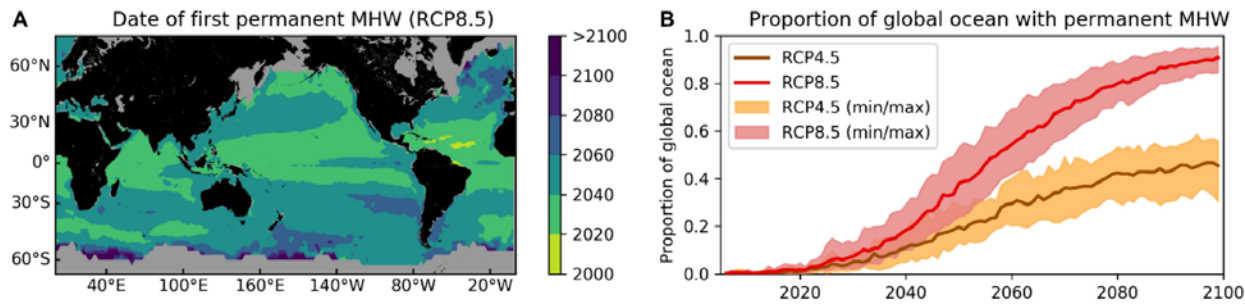 A
Date of first permanent MHW (RCP8.5)
60°N
30°N
0°
30°S
60°S
40°E
100°E
160°E
140°W
80°W
20°W
>2100
2100
2080
2060
2040
2020
2000
B
Proportion of global ocean with permanent MHW
Proportion of global ocean
1.0
0.8
0.6
0.4
0.2
0.0
RCP4.5
RCP8.5
RCP4.5 (min/max)
RCP8.5 (min/max)
2020
2040
2060
2080
2100